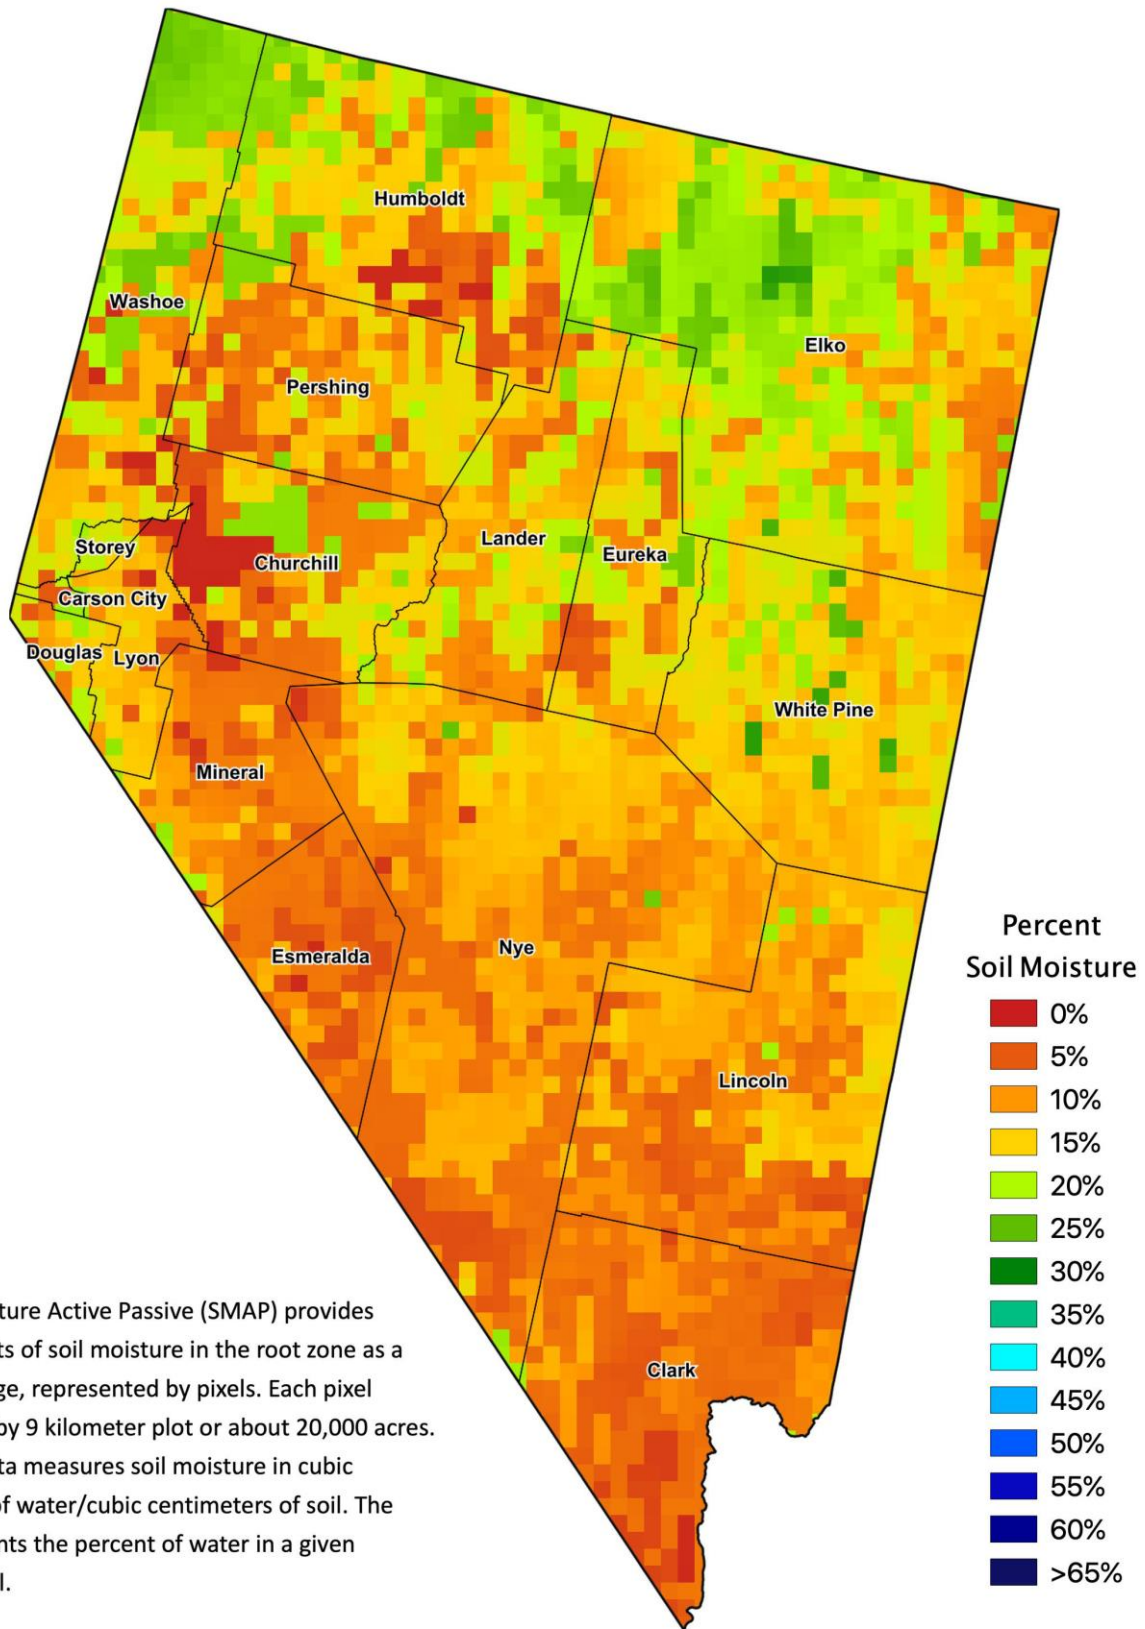 Humboldt
Washoe
Elko
Pershing
Storey
Churchill
Lander
Eureka
Carson City
Douglas
Lyon
White Pine
Mineral
Esmeralda
Nye
Lincoln
Clark
Percent
Soil Moisture
0%
5%
10%
15%
20%
25%
30%
35%
40%
45%
50%
55%
60%
>65%
ture Active Passive (SMAP) provides
ts of soil moisture in the root zone as a
ge, represented by pixels. Each pixel
by 9 kilometer plot or about 20,000 acres.
ta measures soil moisture in cubic
of water/cubic centimeters of soil. The
nts the percent of water in a given
l.